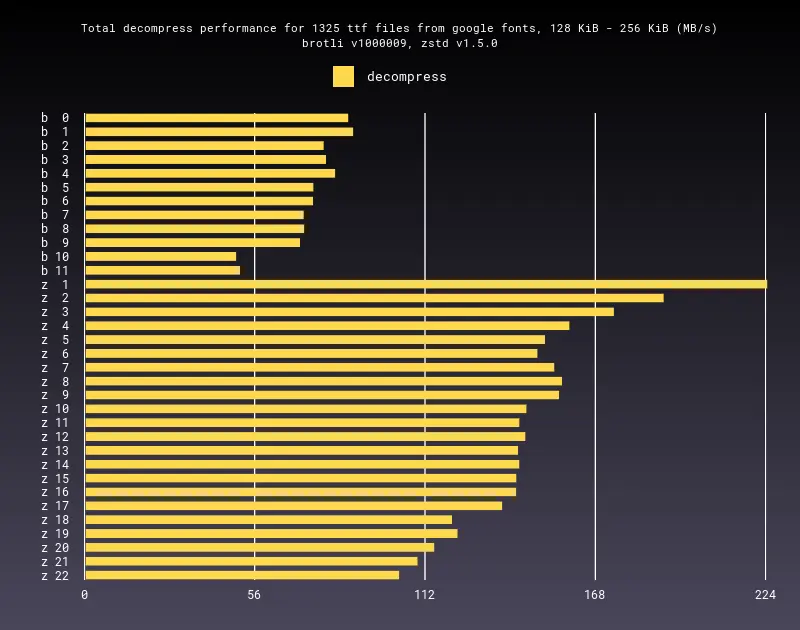 Total decompress performance for 1325 ttf files from google fonts, 128 KiB - 256 KiB (MB/s)
brotli v1000009, zstd v1.5.0
decompress
b 0
b 1
b 2
b 3
b 4
b 5
b 6
b 7
b 8
b 9
b 10
b 11
z 1
z 2
z 3
z 4
z 5
z 6
z 7
z 8
z 9
z 10
z 11
z 12
z 13
z 14
z 15
z 16
z 17
z 18
z 19
z 20
z 21
z 22
0 56 112 168 224